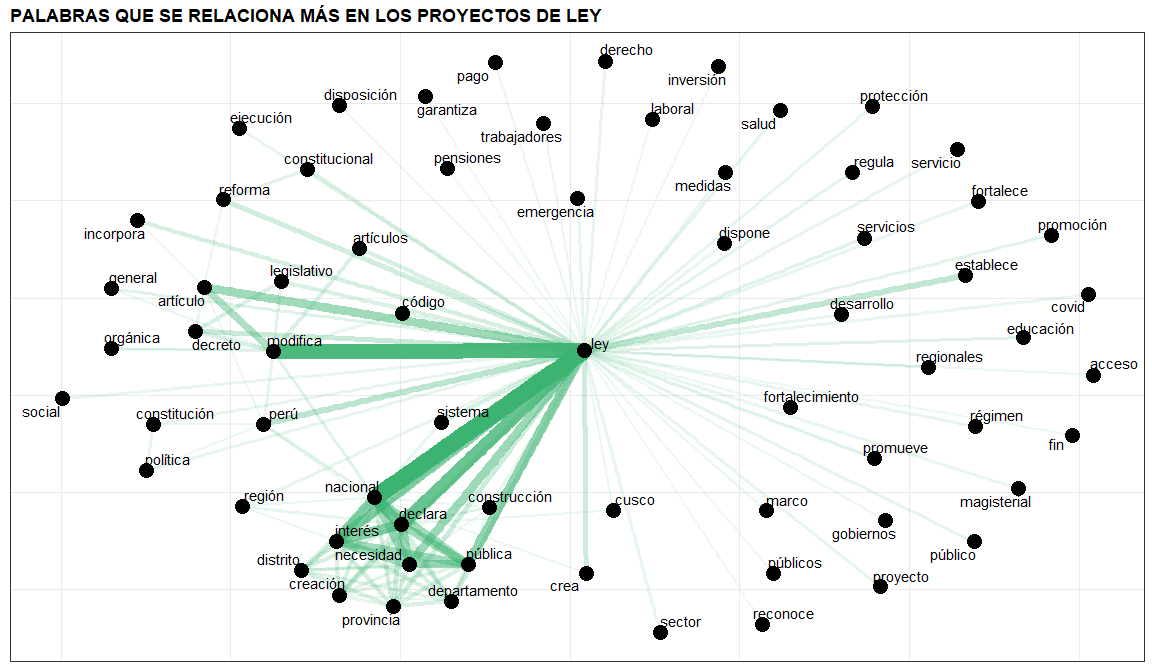 PALABRAS QUE SE RELACIONA MÁS EN LOS PROYECTOS DE LEY
derecho
pago
inversión
disposición
protección
garantiza
laboral
ejecución
salud
trabajadores
constitucional
pensiones
regula
servicio
medidas
reforma
fortalece
emergencia
incorpora
artículos
dispone
servicios
promoción
general
legislativo
establece
artículo
código
desarrollo
covid
orgánica
decreto
modifica
ley
educación
regionales
acceso
social
constitución
perú
sistema
fortalecimiento
régimen
fin
política
promueve
región
nacional
construcción
cusco
marco
magisterial
declara
interés
gobiernos
distrito
necesidad
pública
público
creación
departamento
crea
públicos
proyecto
provincia
sector
reconoce